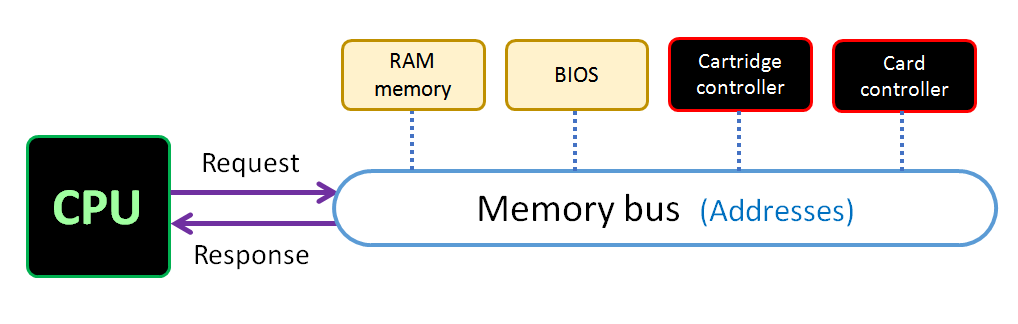 RAM
memory
BIOS
Cartridge
controller
Card
controller
CPU
Request
Response
Memory bus (Addresses)